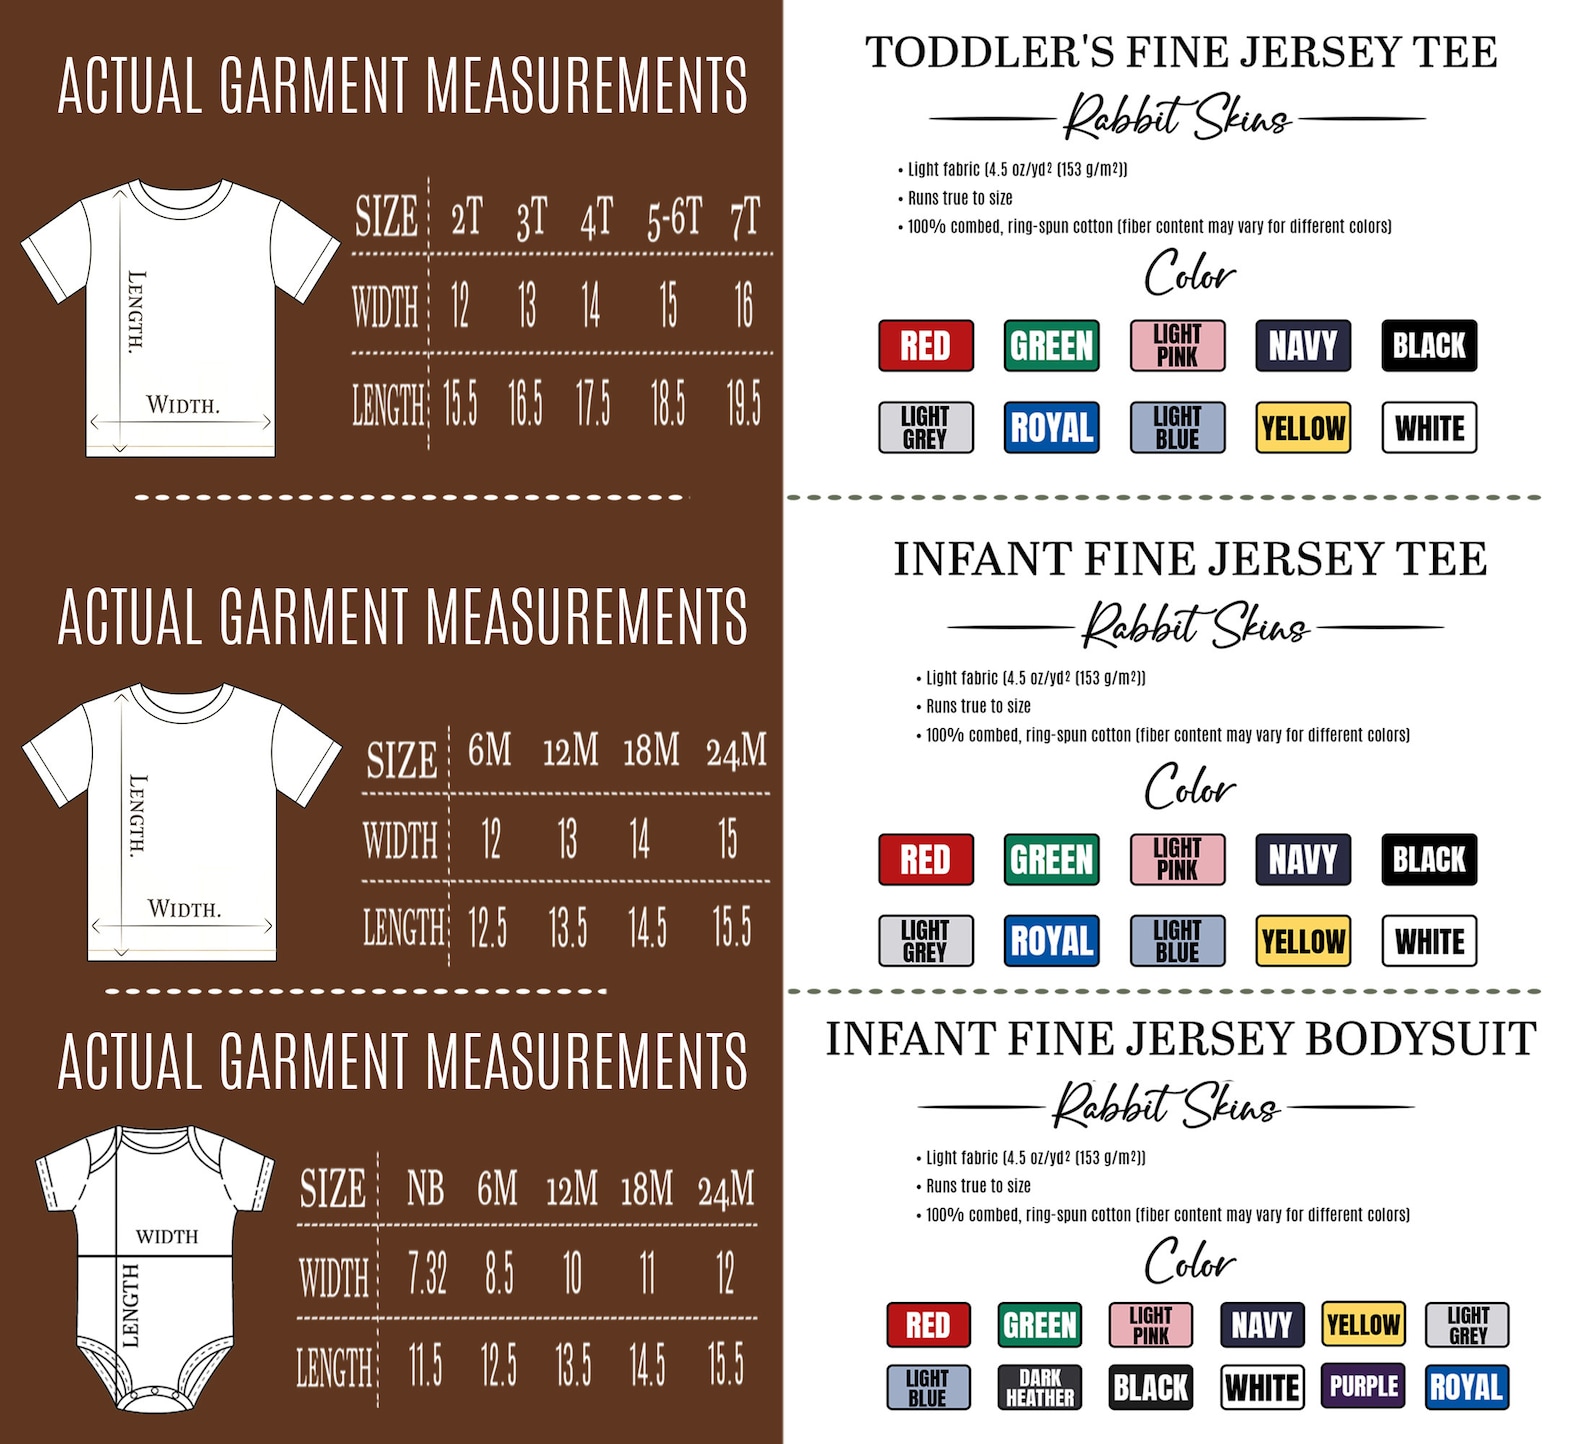 ACTUAL GARMENT MEASUREMENTS
LENGTH.
WIDTH.
SIZE 2T 3T 4T 5-6T 7T
WIDTH 12 13 14 15 16
LENGTH 15.5 16.5 17.5 18.5 19.5
TODDLER'S FINE JERSEY TEE
Rabbit Skins
• Light fabric (4.5 oz/yd² (153 g/m²))
• Runs true to size
• 100% combed, ring-spun cotton (fiber content may vary for different colors)
Color
RED GREEN LIGHT PINK NAVY BLACK
LIGHT GREY ROYAL LIGHT BLUE YELLOW WHITE
ACTUAL GARMENT MEASUREMENTS
LENGTH.
WIDTH.
SIZE 6M 12M 18M 24M
WIDTH 12 13 14 15
LENGTH 12.5 13.5 14.5 15.5
INFANT FINE JERSEY TEE
Rabbit Skins
• Light fabric (4.5 oz/yd² (153 g/m²))
• Runs true to size
• 100% combed, ring-spun cotton (fiber content may vary for different colors)
Color
RED GREEN LIGHT PINK NAVY BLACK
LIGHT GREY ROYAL LIGHT BLUE YELLOW WHITE
ACTUAL GARMENT MEASUREMENTS
WIDTH
LENGTH
SIZE NB 6M 12M 18M 24M
WIDTH 7.32 8.5 10 11 12
LENGTH 11.5 12.5 13.5 14.5 15.5
INFANT FINE JERSEY BODYSUIT
Rabbit Skins
• Light fabric (4.5 oz/yd² (153 g/m²))
• Runs true to size
• 100% combed, ring-spun cotton (fiber content may vary for different colors)
Color
RED GREEN LIGHT PINK NAVY YELLOW LIGHT GREY
LIGHT BLUE DARK HEATHER BLACK WHITE PURPLE ROYAL